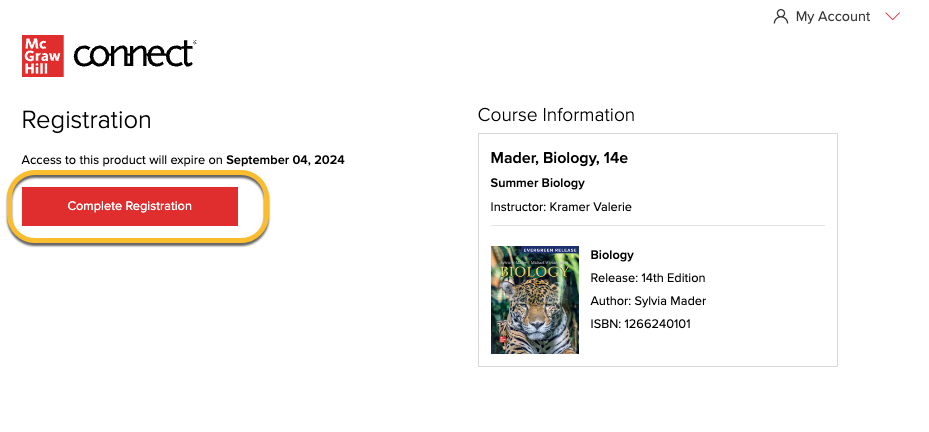 My Account
Mc
Graw
Hill
connect
Registration
Access to this product will expire on September 04, 2024
Complete Registration
Course Information
Mader, Biology, 14e
Summer Biology
Instructor: Kramer Valerie
EVERGREEN RELEASE
BIOLOGY
Biology
Release: 14th Edition
Author: Sylvia Mader
ISBN: 1266240101